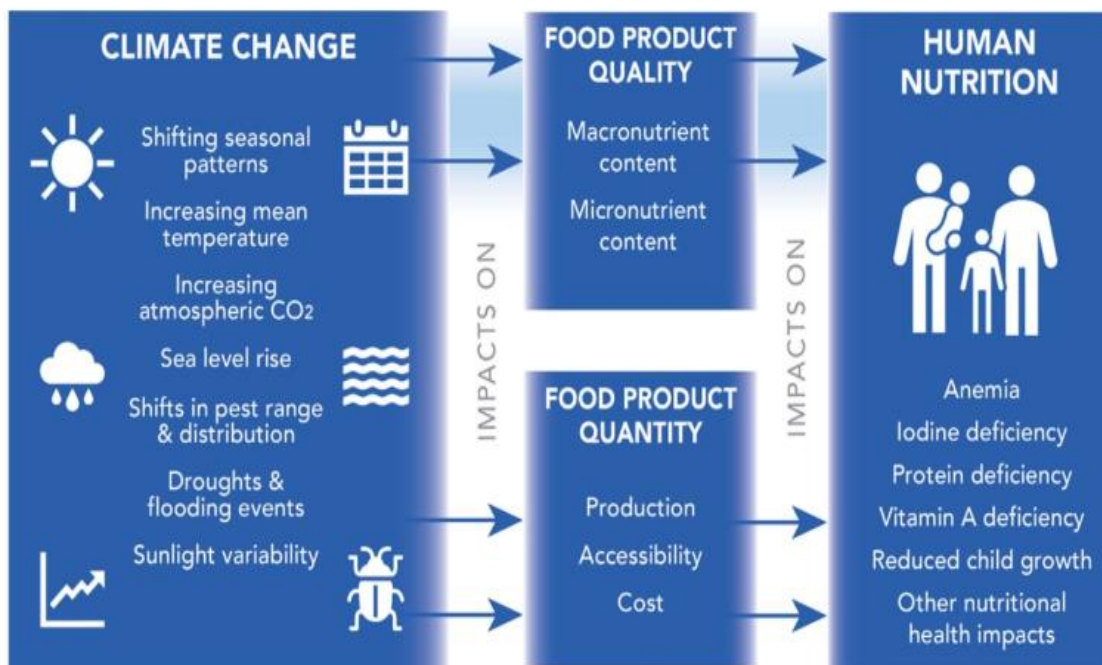 CLIMATE CHANGE
Shifting seasonal
patterns
Increasing mean
temperature
Increasing
atmospheric CO2
Sea level rise
Shifts in pest range
& distribution
Droughts &
flooding events
Sunlight variability
IMPACTS ON
FOOD PRODUCT
QUALITY
Macronutrient
content
Micronutrient
content
FOOD PRODUCT
QUANTITY
Production
Accessibility
Cost
IMPACTS ON
HUMAN
NUTRITION
Anemia
Iodine deficiency
Protein deficiency
Vitamin A deficiency
Reduced child growth
Other nutritional
health impacts